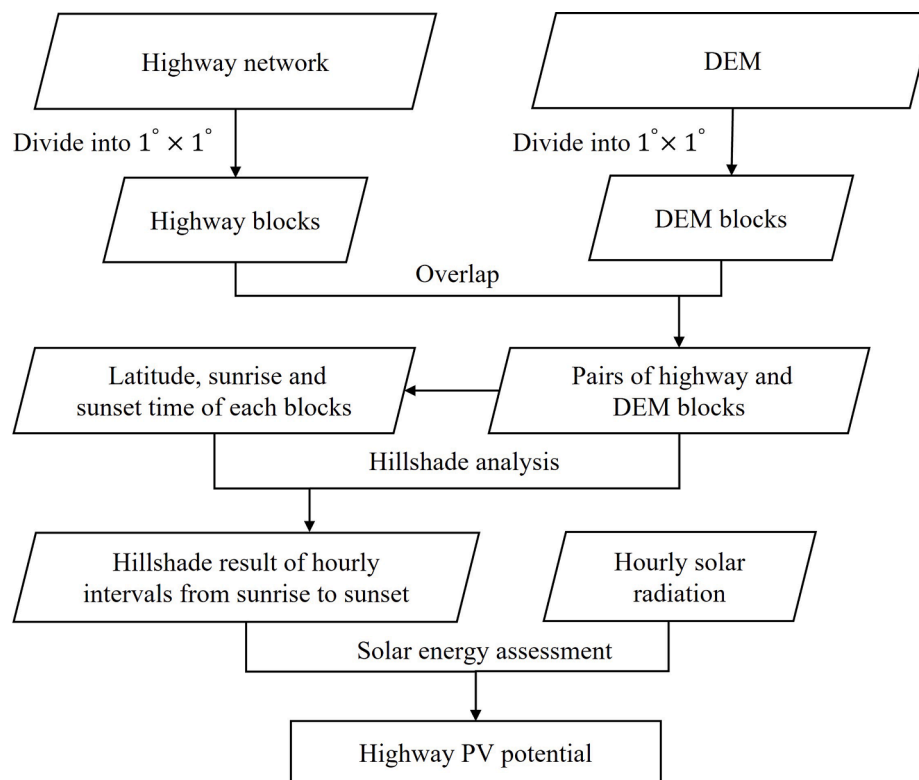 Highway network
DEM
Divide into 1° × 1°
Divide into 1° × 1°
Highway blocks
DEM blocks
Overlap
Latitude, sunrise and
sunset time of each blocks
Pairs of highway and
DEM blocks
Hillshade analysis
Hillshade result of hourly
intervals from sunrise to sunset
Hourly solar
radiation
Solar energy assessment
Highway PV potential